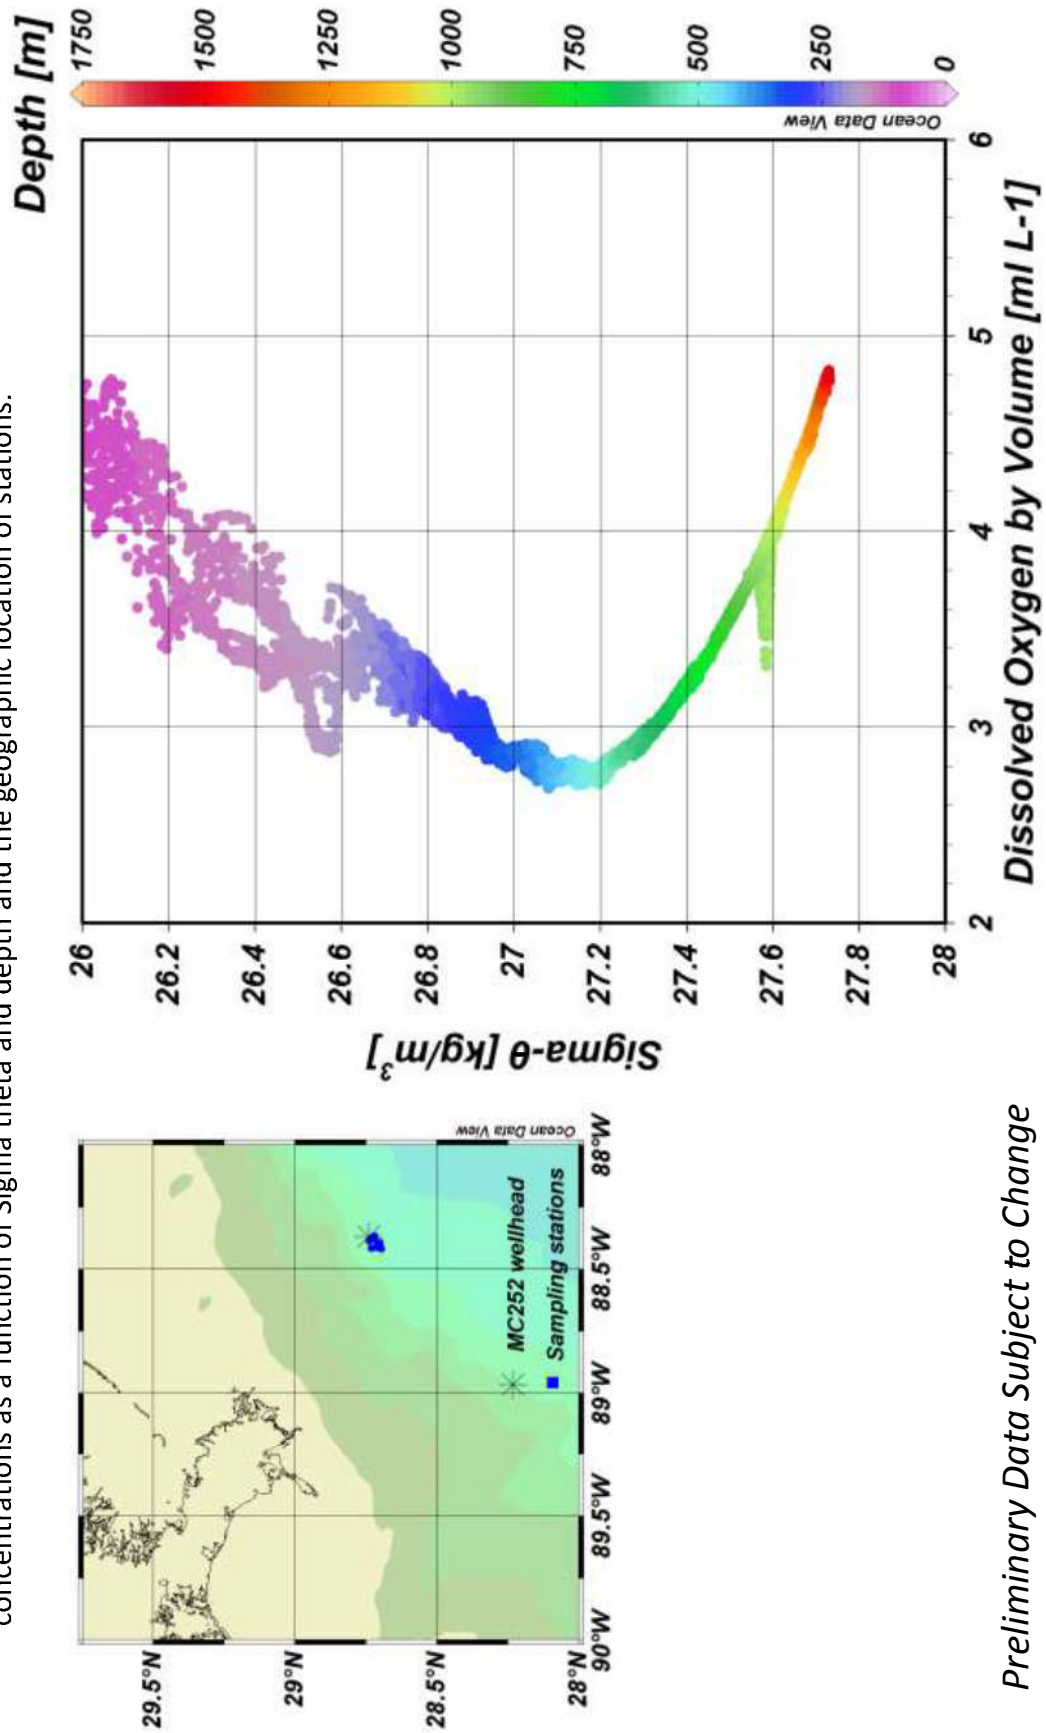 concentrations as a function of Sigma theta and depth and the geographic location of stations.
29.5°N
29°N
28.5°N
28°N
90°W
89.5°W
89°W
88.5°W
88°W
MC252 wellhead
Sampling stations
Ocean Data View
Sigma-θ [kg/m³]
26
26.2
26.4
26.6
26.8
27
27.2
27.4
27.6
27.8
28
2
3
4
5
6
Dissolved Oxygen by Volume [ml L-1]
Ocean Data View
Depth [m]
1750
1500
1250
1000
750
500
250
0
Preliminary Data Subject to Change